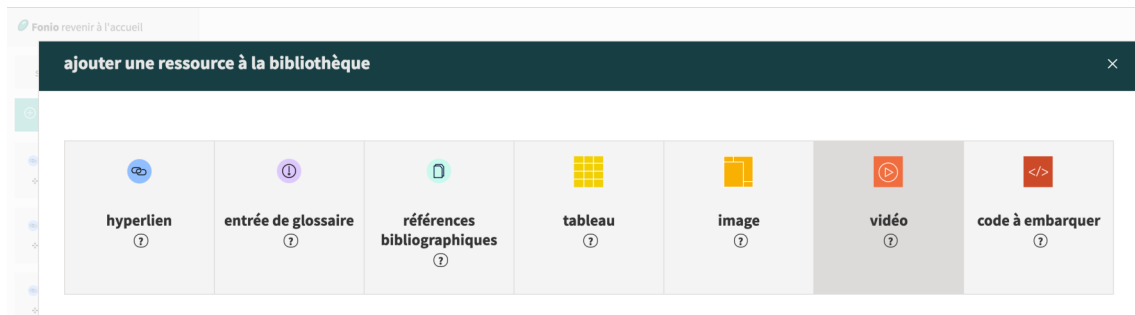 Fonio revenir à l'accueil
ajouter une ressource à la bibliothèque
hyperlien
entrée de glossaire
références
bibliographiques
tableau
image
vidéo
code à embarquer